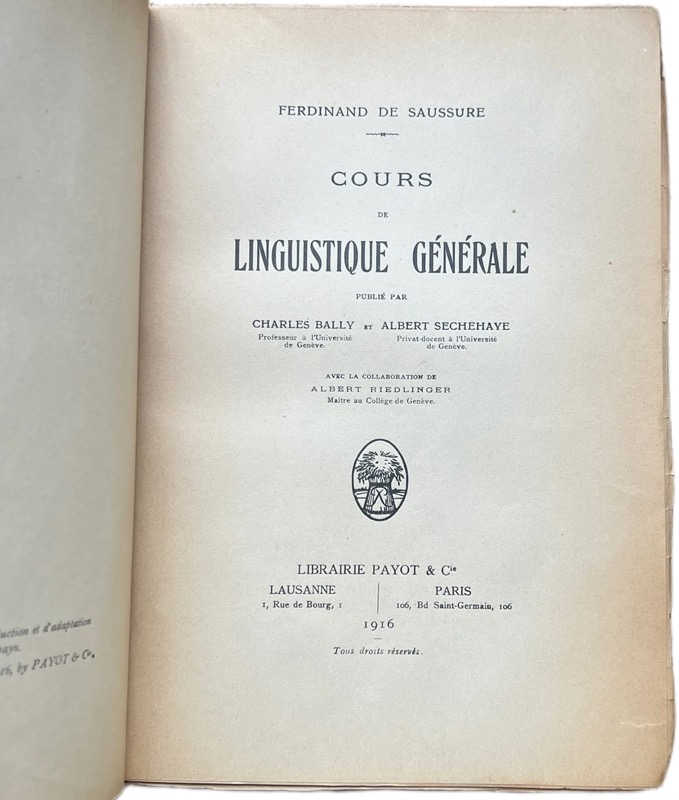 FERDINAND DE SAUSSURE
COURS
DE
LINGUISTIQUE GÉNÉRALE
PUBLIÉ PAR
CHARLES BALLY ET ALBERT SECHEHAYE
Professeur à l'Université
de Genève.
Privat-docent à l'Université
de Genève.
AVEC LA COLLABORATION DE
ALBERT RIEDLINGER
Maître au Collège de Genève.
LIBRAIRIE PAYOT & Cie
LAUSANNE
1, Rue de Bourg, 1
PARIS
106, Bd Saint-Germain, 106
1916
Tous droits réservés.
et d'adaptation
by PAYOT & Cie.